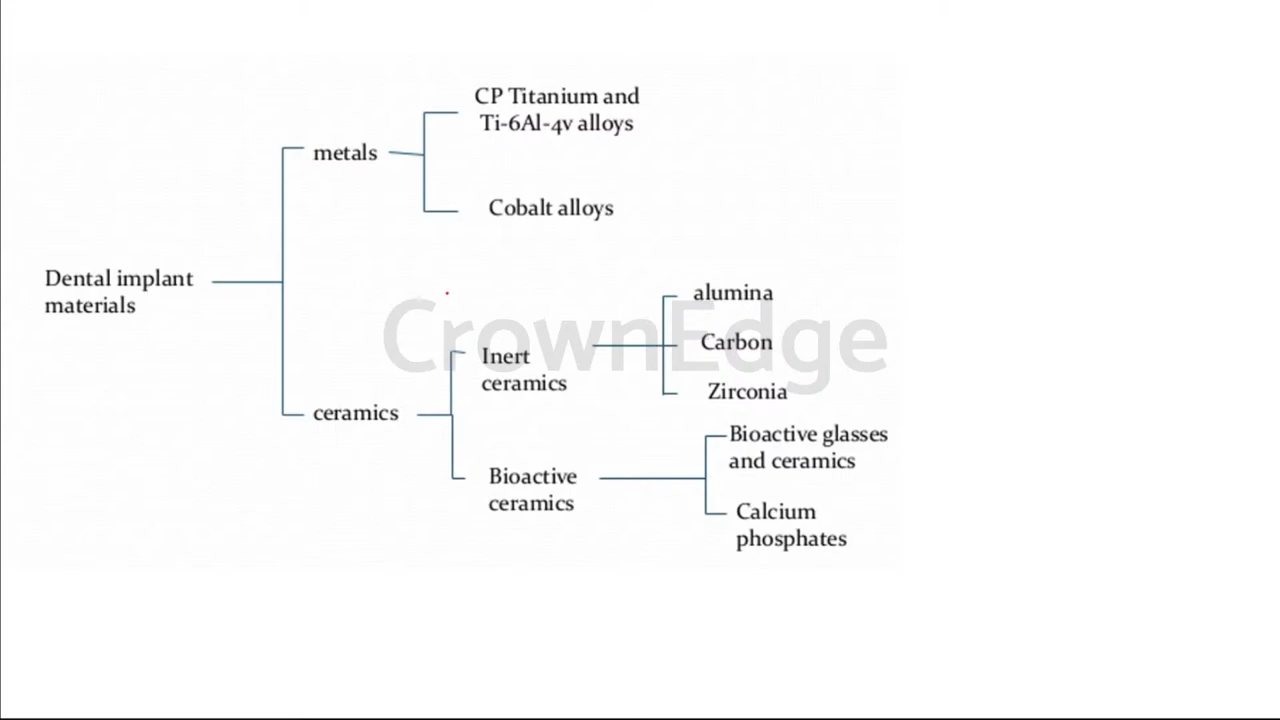 CP Titanium and
Ti-6Al-4v alloys
metals
Cobalt alloys
Dental implant
materials
alumina
CrownEdge
Carbon
Inert
ceramics
Zirconia
ceramics
Bioactive glasses
and ceramics
Bioactive
ceramics
Calcium
phosphates